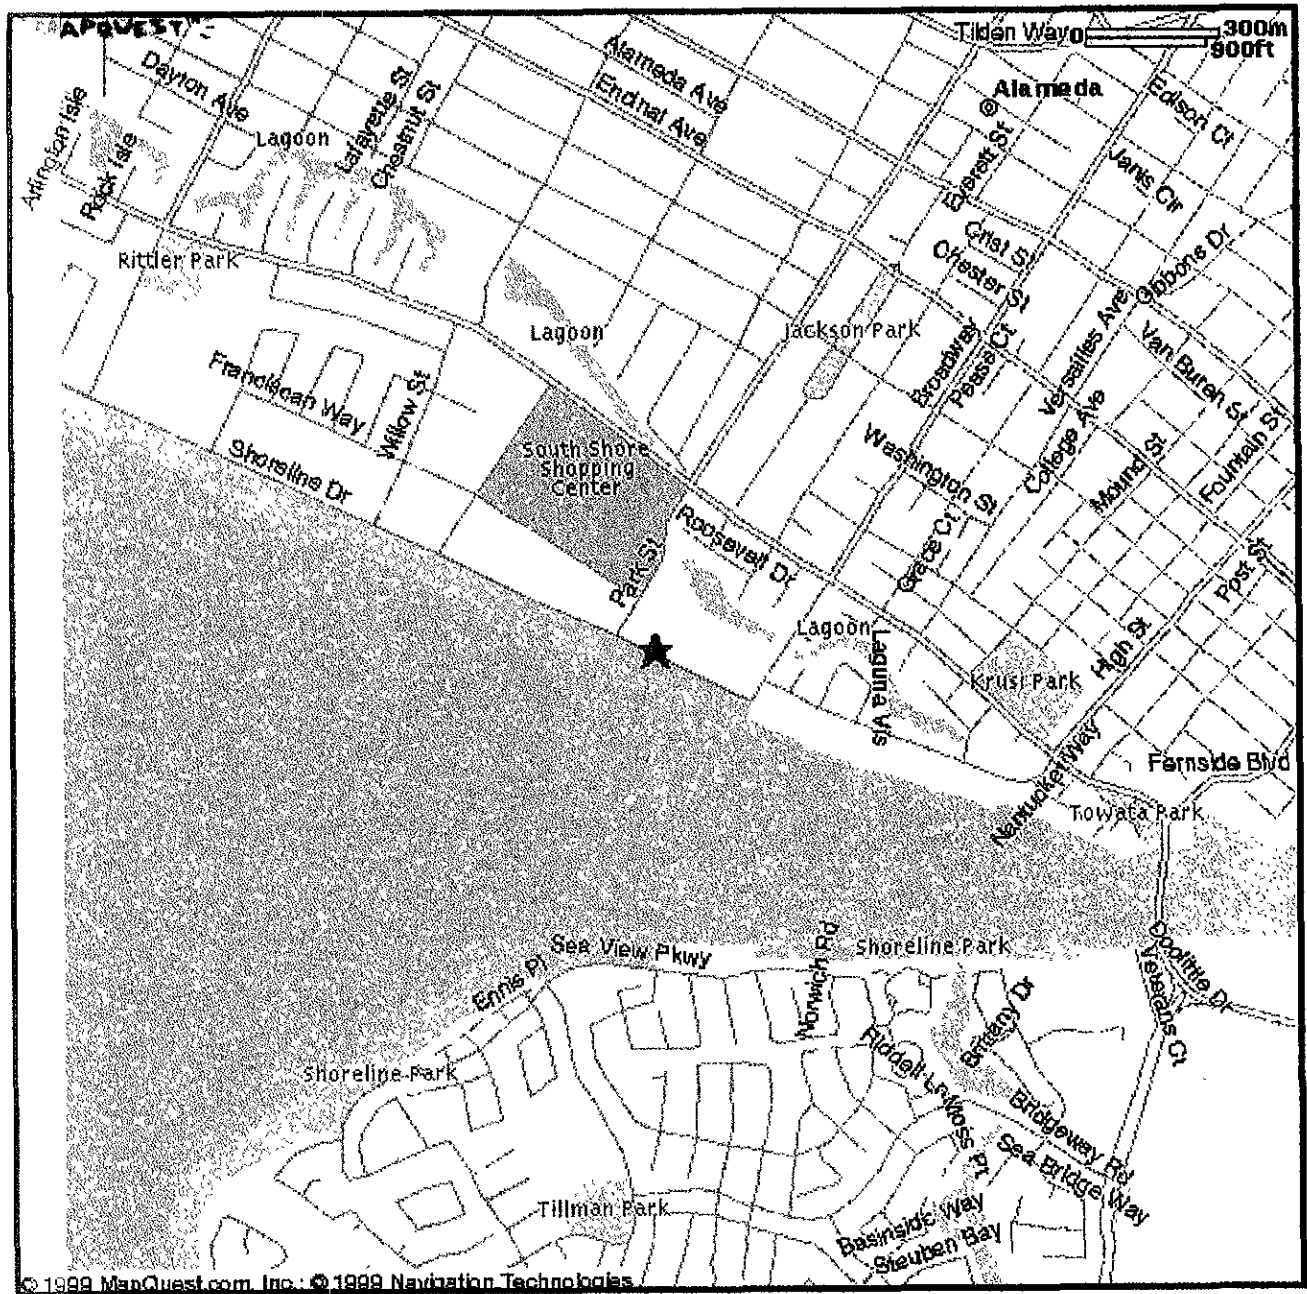 MAPQUEST
Tilden Way
0
300m
900ft
Alameda Ave
Encinal Ave
Alameda
Dayton Ave
Lafayette St
Chestnut St
Edison Ct
Arlington Isle
Rock Isle
Lagoon
Everett St
Janis Cir
Rittler Park
Crist St
Chester St
Gibbons Dr
Lagoon
Jackson Park
Broadway
Pease Ct
Versailles Ave
Van Buren St
Franciscan Way
Willow St
College Ave
Fountain St
South Shore
Shopping
Center
Shoreline Dr
Washington St
Mound St
Roosevelt Dr
Park St
Grace Ct
Post St
Lagoon
Laguna Vis
High St
Krusi Park
Fernside Blvd
Nantucket Way
Towata Park
Sea View Pkwy
Norwich Rd
Shoreline Park
Ennis Pl
Doolittle Dr
Veterans Ct
Brittany Dr
Shoreline Park
Riddell Ln
Moss Pt
Bridgeway Rd
Sea Bridge Way
Tillman Park
Basinside Way
Steuben Bay
© 1999 MapQuest.com, Inc.; © 1999 Navigation Technologies